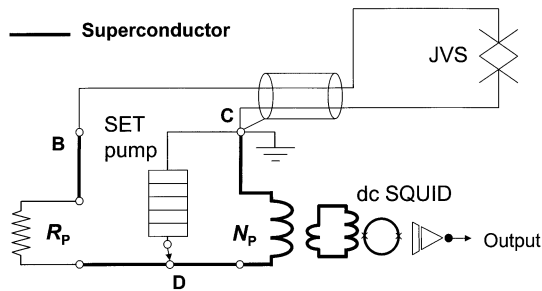 Superconductor
JVS
C
SET
pump
B
dc SQUID
R_P
N_P
Output
D